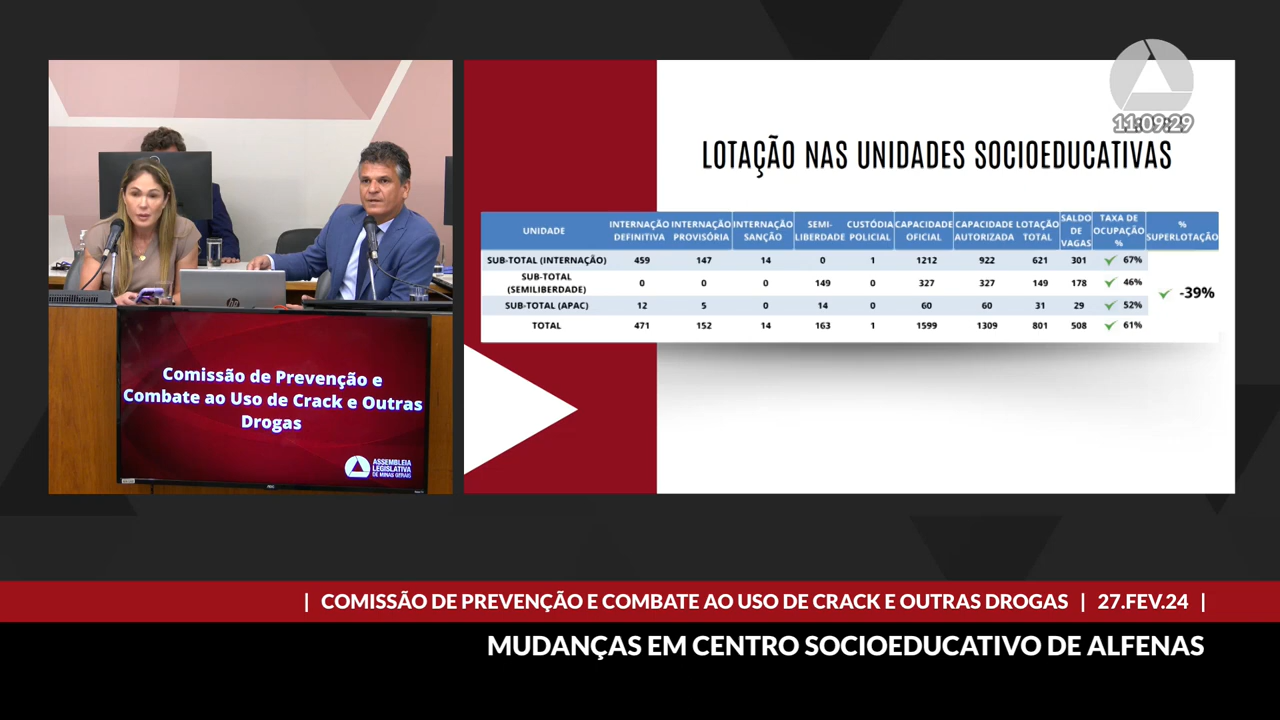 11:09:29
LOTAÇÃO NAS UNIDADES SOCIOEDUCATIVAS
UNIDADE INTERNAÇÃO DEFINITIVA INTERNAÇÃO PROVISÓRIA INTERNAÇÃO SANÇÃO SEMI-LIBERDADE CUSTÓDIA POLICIAL CAPACIDADE OFICIAL CAPACIDADE AUTORIZADA LOTAÇÃO TOTAL SALDO DE VAGAS TAXA DE OCUPAÇÃO % % SUPERLOTAÇÃO
SUB-TOTAL (INTERNAÇÃO) 459 147 14 0 1 1212 922 621 301 67%
SUB-TOTAL (SEMILIBERDADE) 0 0 0 149 0 327 327 149 178 46%
SUB-TOTAL (APAC) 12 5 0 14 0 60 60 31 29 52%
TOTAL 471 152 14 163 1 1599 1309 801 508 61%
-39%
hp
Comissão de Prevenção e
Combate ao Uso de Crack e Outras
Drogas
ASSEMBLEIA
LEGISLATIVA
DE MINAS GERAIS
| COMISSÃO DE PREVENÇÃO E COMBATE AO USO DE CRACK E OUTRAS DROGAS | 27.FEV.24 |
MUDANÇAS EM CENTRO SOCIOEDUCATIVO DE ALFENAS